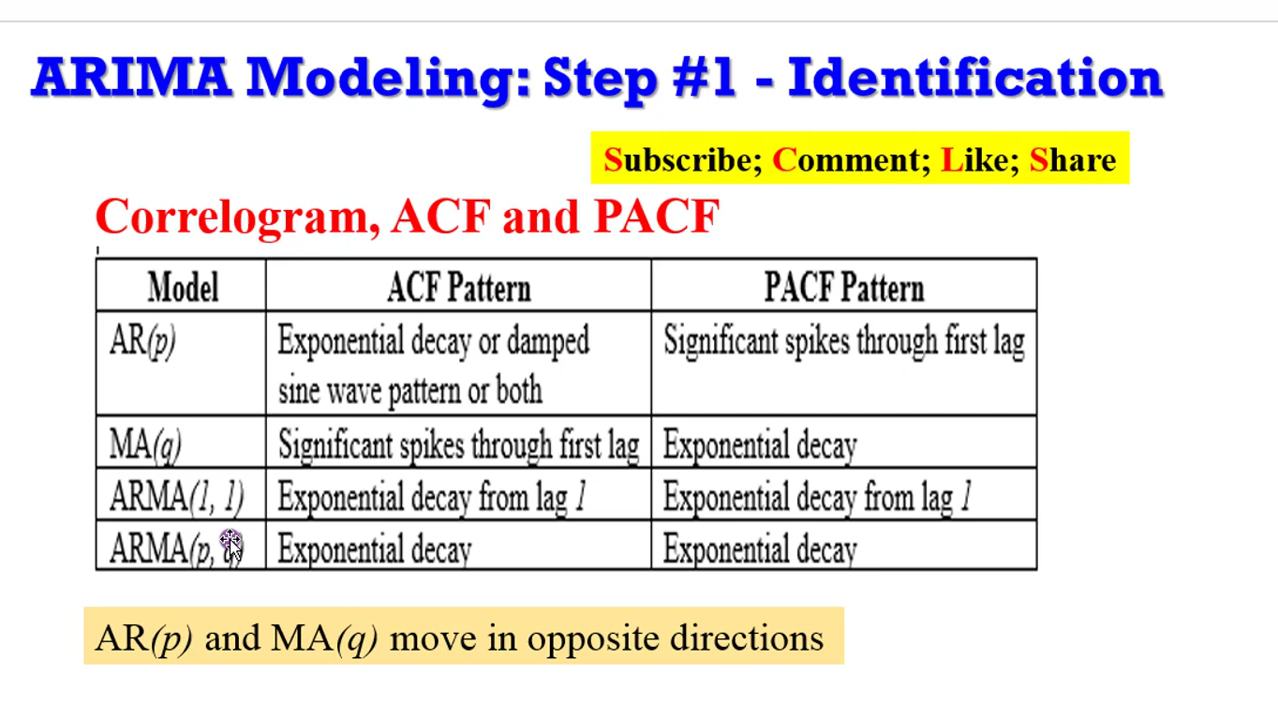 ARIMA Modeling: Step #1 - Identification
Subscribe; Comment; Like; Share
Correlogram, ACF and PACF
Model ACF Pattern PACF Pattern
AR(p) Exponential decay or damped Significant spikes through first lag
sine wave pattern or both
MA(q) Significant spikes through first lag Exponential decay
ARMA(1, 1) Exponential decay from lag 1 Exponential decay from lag 1
ARMA(p, q) Exponential decay Exponential decay
AR(p) and MA(q) move in opposite directions